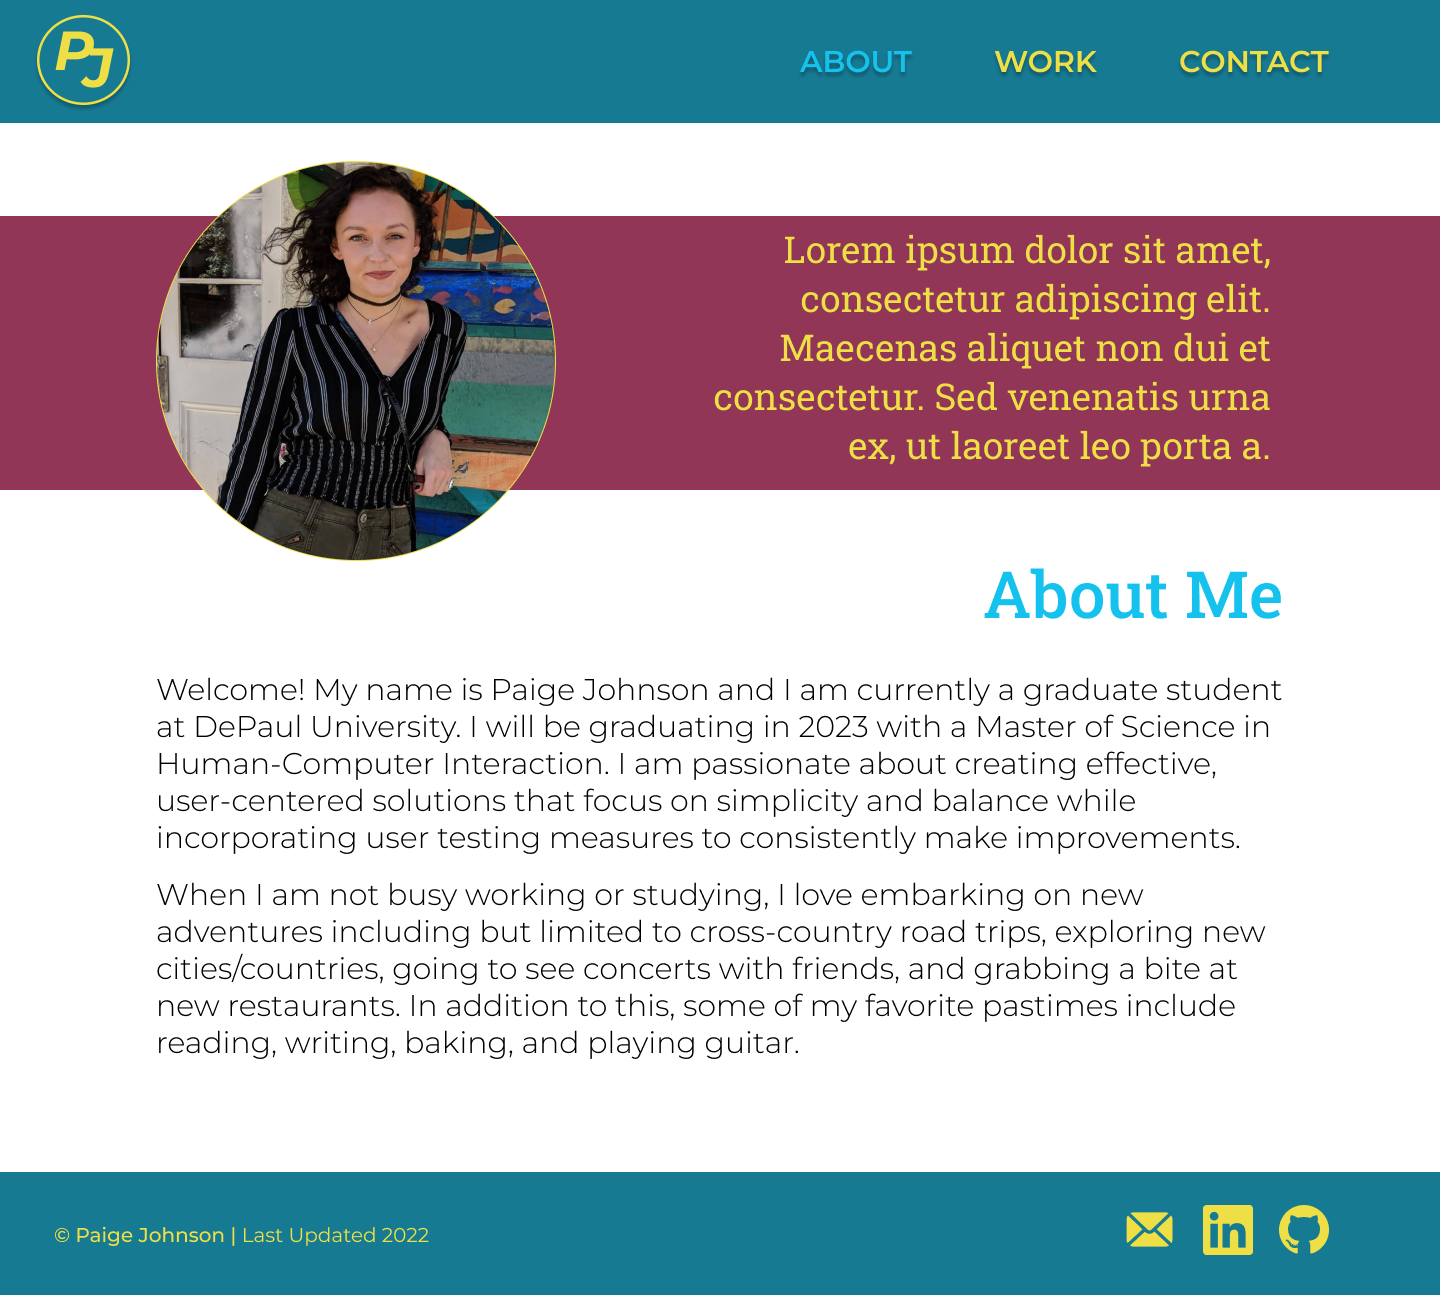 PJ
ABOUT WORK CONTACT
Lorem ipsum dolor sit amet,
consectetur adipiscing elit.
Maecenas aliquet non dui et
consectetur. Sed venenatis urna
ex, ut laoreet leo porta a.
About Me
Welcome! My name is Paige Johnson and I am currently a graduate student
at DePaul University. I will be graduating in 2023 with a Master of Science in
Human-Computer Interaction. I am passionate about creating effective,
user-centered solutions that focus on simplicity and balance while
incorporating user testing measures to consistently make improvements.
When I am not busy working or studying, I love embarking on new
adventures including but limited to cross-country road trips, exploring new
cities/countries, going to see concerts with friends, and grabbing a bite at
new restaurants. In addition to this, some of my favorite pastimes include
reading, writing, baking, and playing guitar.
© Paige Johnson | Last Updated 2022
in